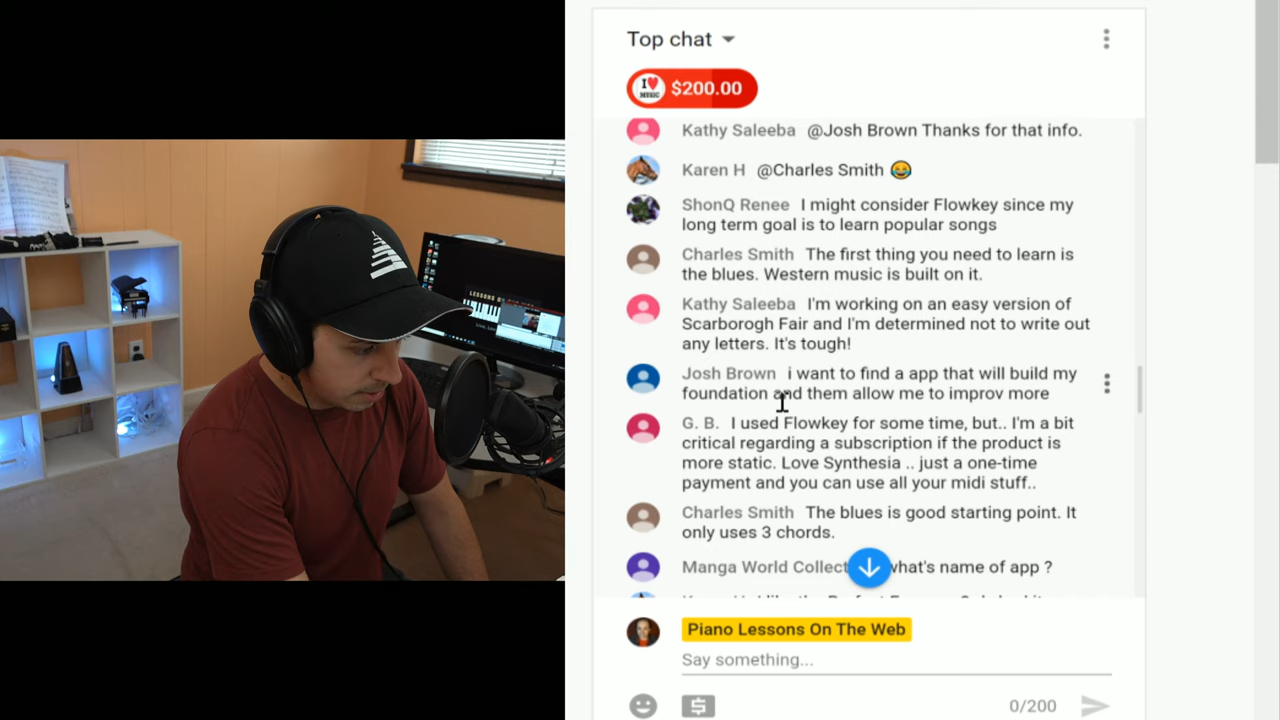 Top chat
I
MUSIC
$200.00
Kathy Saleeba @Josh Brown Thanks for that info.
Karen H @Charles Smith 😂
ShonQ Renee I might consider Flowkey since my
long term goal is to learn popular songs
Charles Smith The first thing you need to learn is
the blues. Western music is built on it.
Kathy Saleeba I'm working on an easy version of
Scarborogh Fair and I'm determined not to write out
any letters. It's tough!
Josh Brown i want to find a app that will build my
foundation and them allow me to improv more
G. B. I used Flowkey for some time, but.. I'm a bit
critical regarding a subscription if the product is
more static. Love Synthesia .. just a one-time
payment and you can use all your midi stuff..
Charles Smith The blues is good starting point. It
only uses 3 chords.
Manga World Collect what's name of app ?
Piano Lessons On The Web
Say something...
0/200
LESSONS